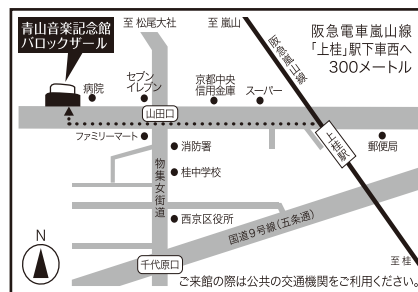 青山音楽記念館
バロックザール
至 松尾大社
至 嵐山
阪急嵐山線
阪急電車嵐山線
「上桂」駅下車西へ
300メートル
病院
セブン
イレブン
京都中央
信用金庫
スーパー
山田口
ファミリーマート
消防署
上桂駅
郵便局
物集女街道
桂中学校
西京区役所
国道9号線(五条通)
N
千代原口
至 桂
ご来館の際は公共の交通機関をご利用ください。